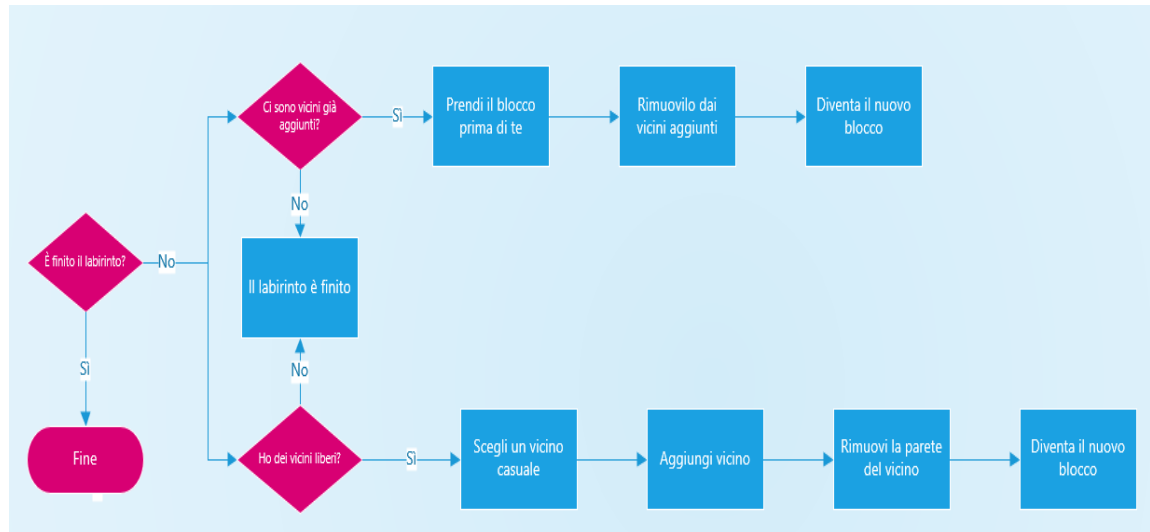 Ci sono vicini già
aggiunti?
Sì
Prendi il blocco
prima di te
Rimuovilo dai
vicini aggiunti
Diventa il nuovo
blocco
No
È finito il labirinto?
No
Il labirinto è finito
Sì
No
Fine
Ho dei vicini liberi?
Sì
Scegli un vicino
casuale
Aggiungi vicino
Rimuovi la parete
del vicino
Diventa il nuovo
blocco